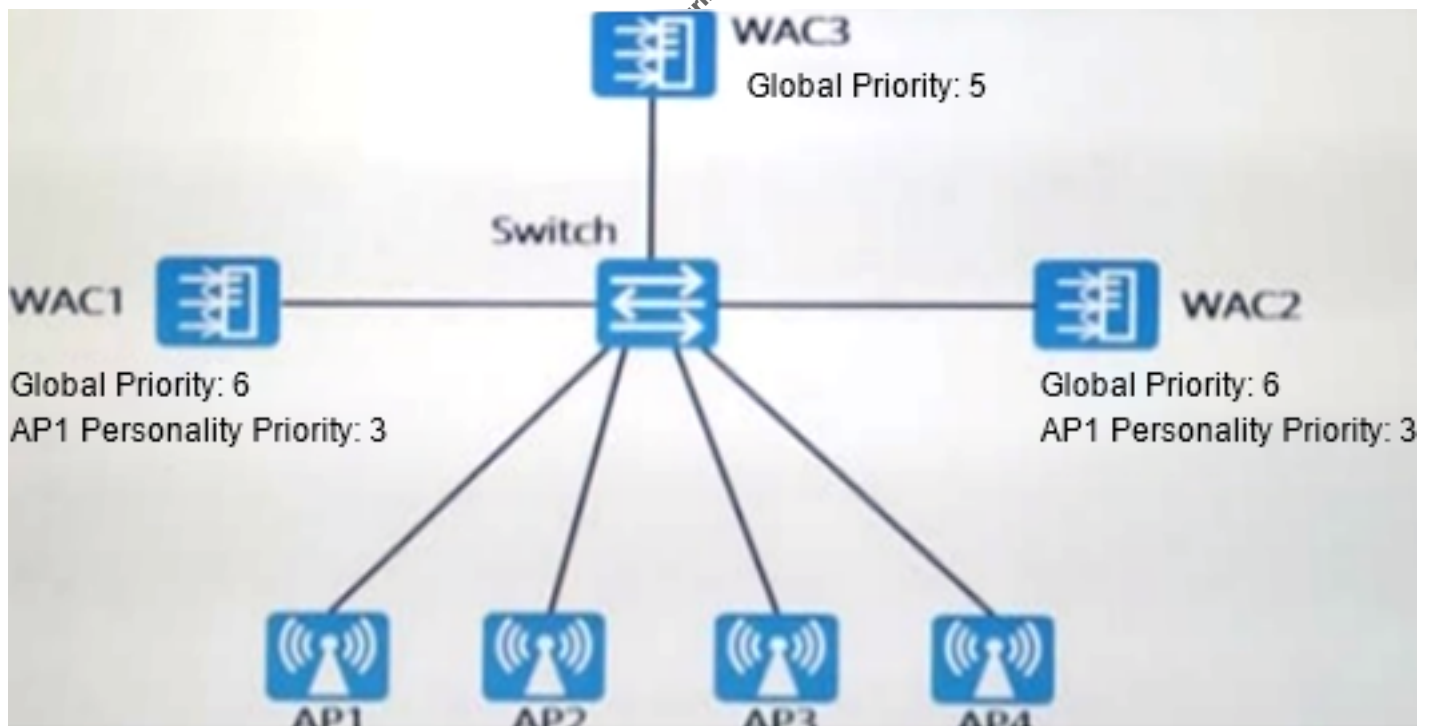 WAC3
Global Priority: 5
Switch
WAC1
WAC2
Global Priority: 6
AP1 Personality Priority: 3
Global Priority: 6
AP1 Personality Priority: 3
AP1
AP2
AP3
AP4